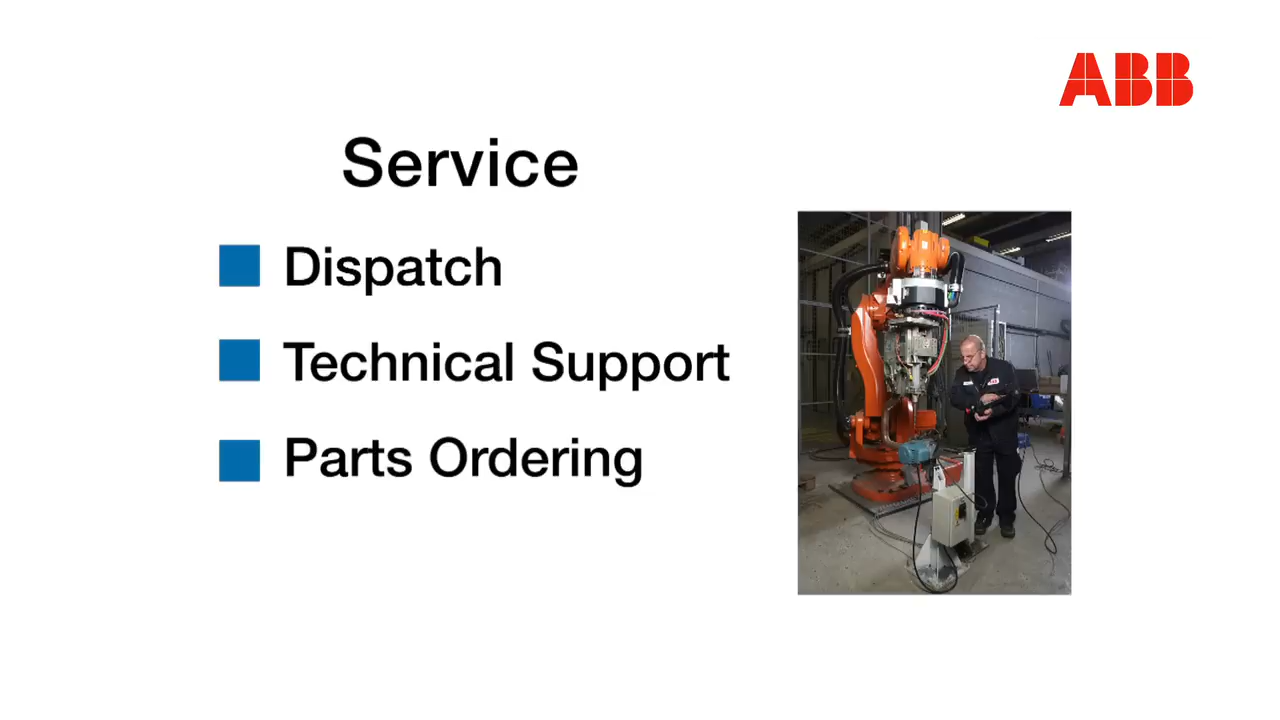 ABB
Service
Dispatch
Technical Support
Parts Ordering